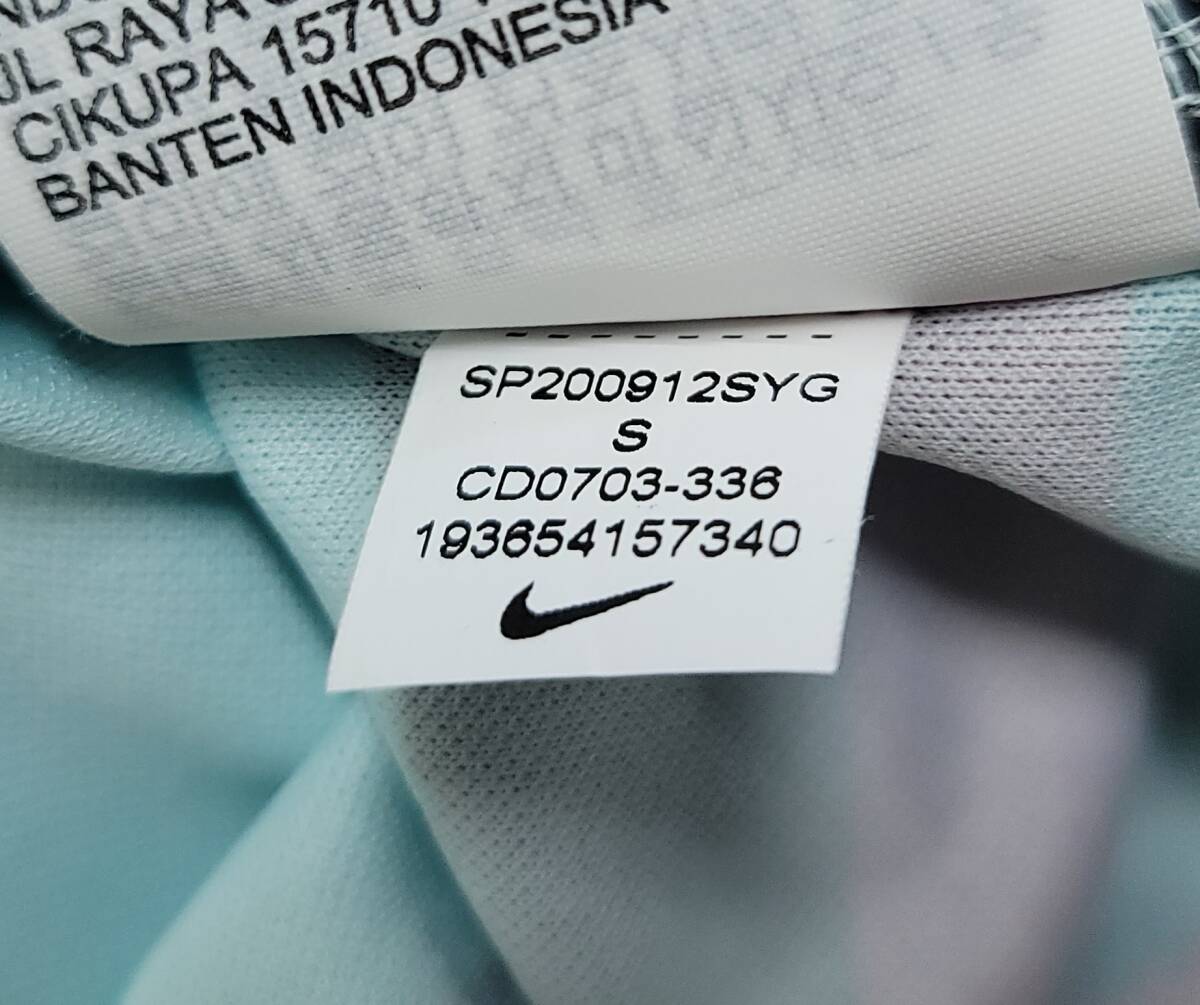 JL RAYA
CIKUPA 15710
BANTEN INDONESIA
SP200912SYG
S
CD0703-336
193654157340